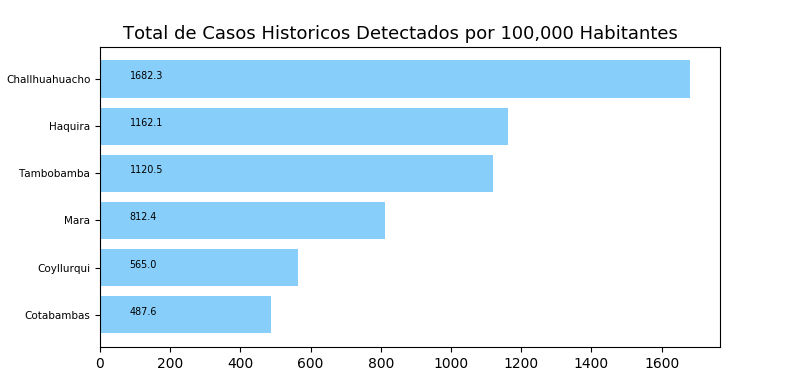 Total de Casos Historicos Detectados por 100,000 Habitantes
Challhuahuacho 1682.3
Haquira 1162.1
Tambobamba 1120.5
Mara 812.4
Coyllurqui 565.0
Cotabambas 487.6
0 200 400 600 800 1000 1200 1400 1600